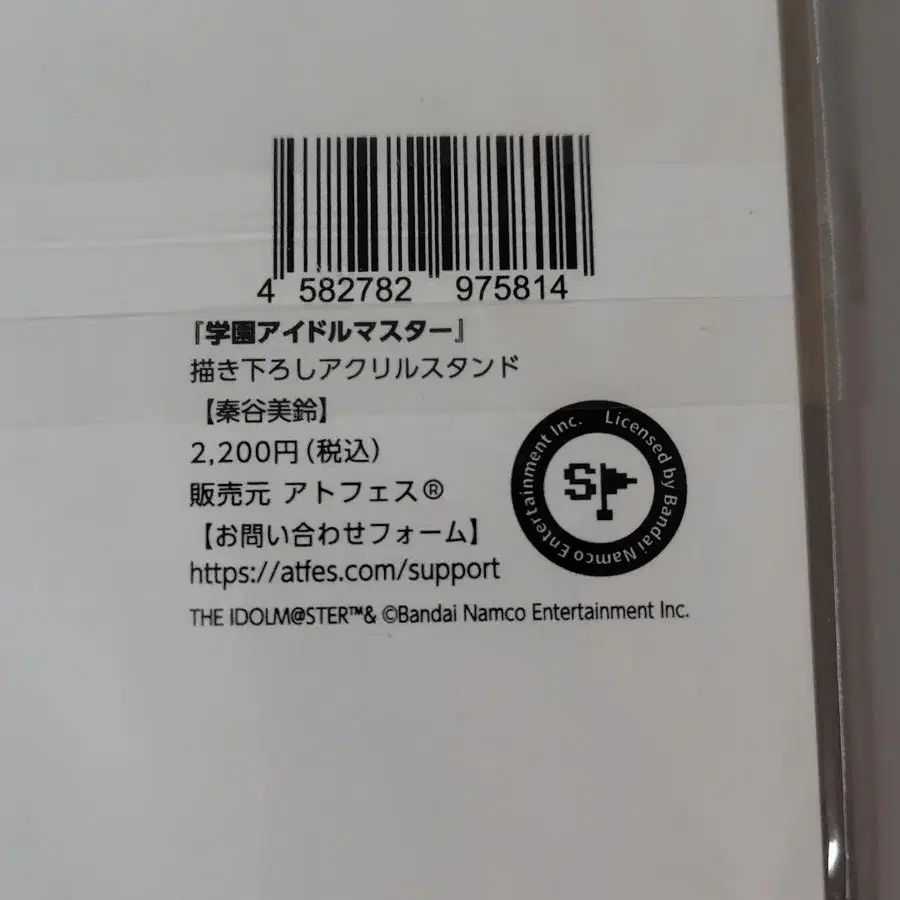 4 582782 975814
『学園アイドルマスター』
描き下ろしアクリルスタンド
【秦谷美鈴】
2,200円（税込）
販売元 アトフェス®
【お問い合わせフォーム】
https://atfes.com/support
THE IDOLM@STER™& ©Bandai Namco Entertainment Inc.
Licensed by Bandai Namco Entertainment Inc.
S